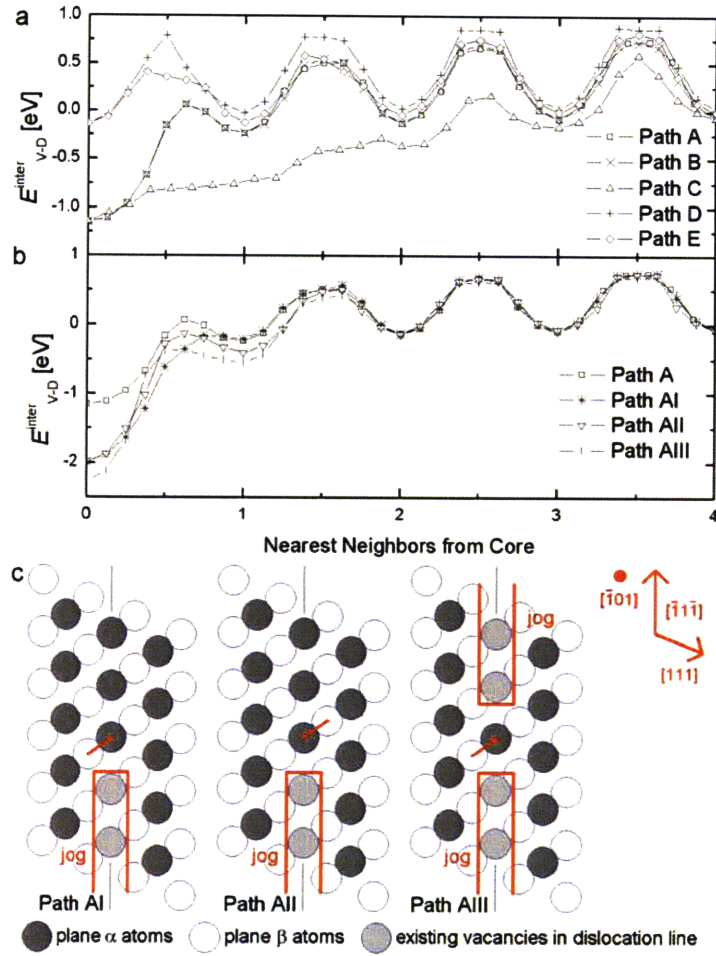 a
1.0
0.5
0.0
-0.5
-1.0
E^inter_V-D [eV]
Path A
Path B
Path C
Path D
Path E
b
1
0
-1
-2
E^inter_V-D [eV]
Path A
Path AI
Path AII
Path AIII
0 1 2 3 4
Nearest Neighbors from Core
c
jog
[1̄01]
[1̄11̄]
[111]
jog
jog
jog
Path AI
Path AII
Path AIII
plane α atoms
plane β atoms
existing vacancies in dislocation line